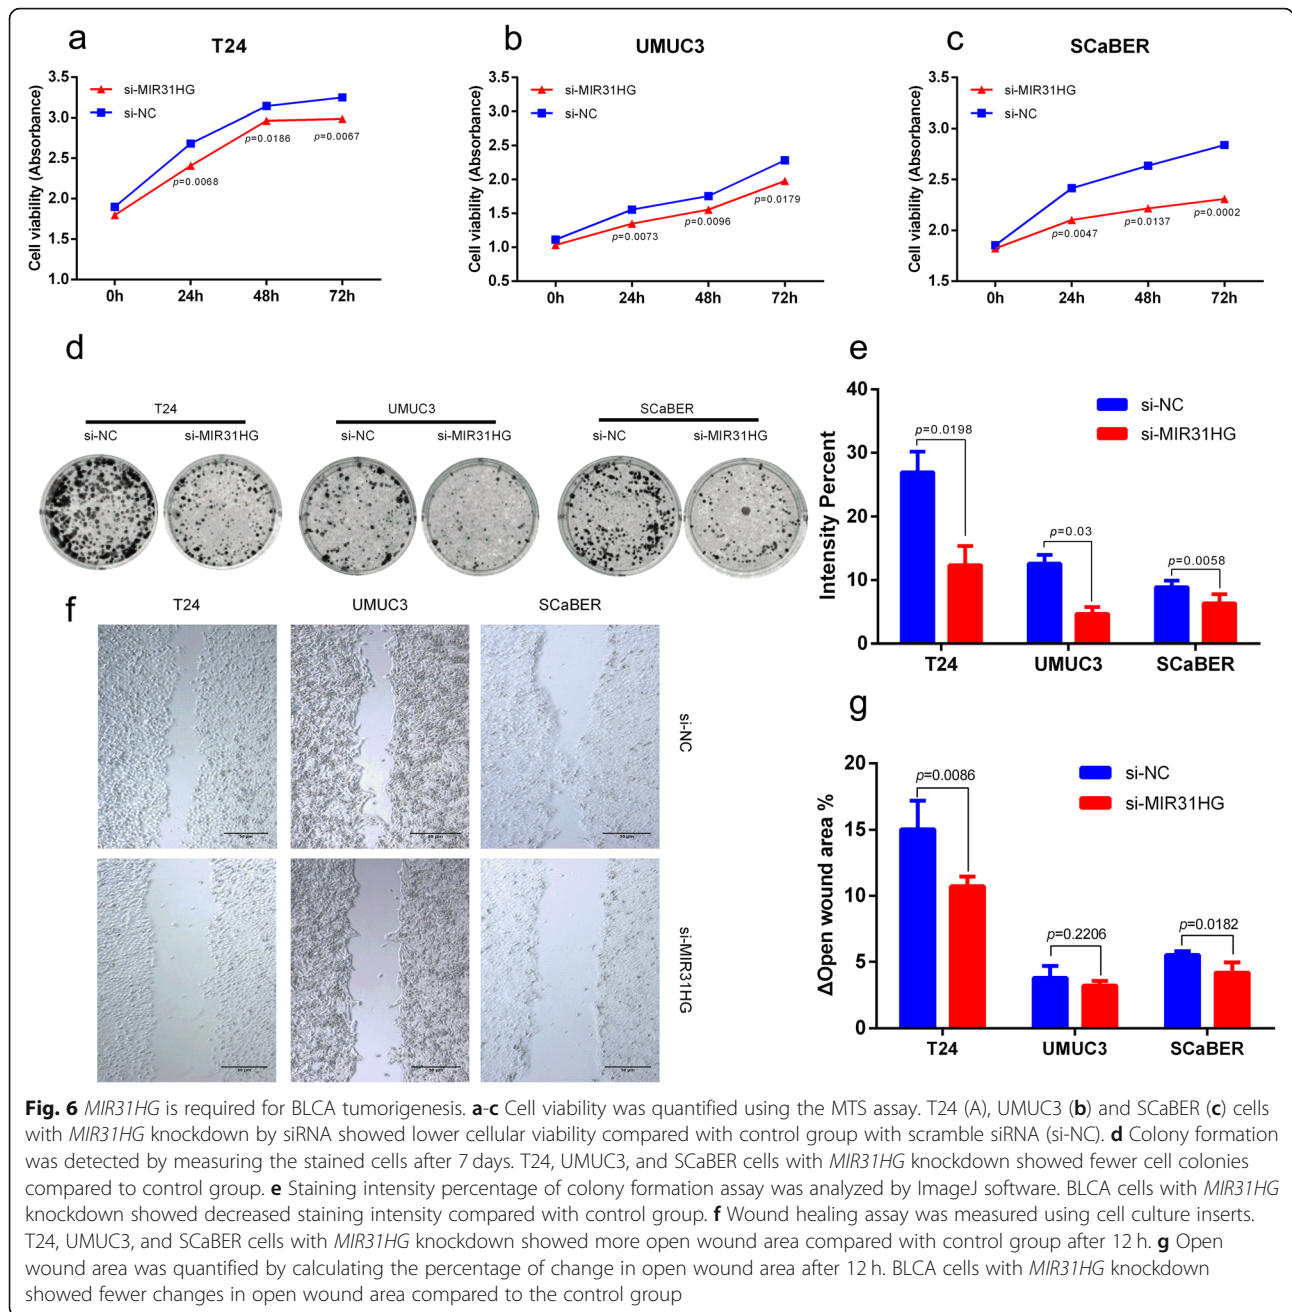 a
T24
3.5
3.0
2.5
2.0
1.5
1.0
Cell viability (Absorbance)
si-MIR31HG
si-NC
p=0.0068
p=0.0186
p=0.0067
0h 24h 48h 72h
b
UMUC3
3.5
3.0
2.5
2.0
1.5
1.0
0.5
Cell viability (Absorbance)
si-MIR31HG
si-NC
p=0.0073
p=0.0096
p=0.0179
0h 24h 48h 72h
c
SCaBER
3.5
3.0
2.5
2.0
1.5
Cell viability (Absorbance)
si-MIR31HG
si-NC
p=0.0047
p=0.0137
p=0.0002
0h 24h 48h 72h
d
T24 UMUC3 SCaBER
si-NC si-MIR31HG si-NC si-MIR31HG si-NC si-MIR31HG
e
40
30
20
10
0
Intensity Percent
si-NC
si-MIR31HG
p=0.0198
p=0.03
p=0.0058
T24 UMUC3 SCaBER
f
T24 UMUC3 SCaBER
si-NC
50 μm 50 μm 50 μm
si-MIR31HG
50 μm 50 μm 50 μm
g
20
15
10
5
0
ΔOpen wound area %
si-NC
si-MIR31HG
p=0.0086
p=0.2206
p=0.0182
T24 UMUC3 SCaBER
Fig. 6 MIR31HG is required for BLCA tumorigenesis. a-c Cell viability was quantified using the MTS assay. T24 (A), UMUC3 (b) and SCaBER (c) cells
with MIR31HG knockdown by siRNA showed lower cellular viability compared with control group with scramble siRNA (si-NC). d Colony formation
was detected by measuring the stained cells after 7 days. T24, UMUC3, and SCaBER cells with MIR31HG knockdown showed fewer cell colonies
compared to control group. e Staining intensity percentage of colony formation assay was analyzed by ImageJ software. BLCA cells with MIR31HG
knockdown showed decreased staining intensity compared with control group. f Wound healing assay was measured using cell culture inserts.
T24, UMUC3, and SCaBER cells with MIR31HG knockdown showed more open wound area compared with control group after 12 h. g Open
wound area was quantified by calculating the percentage of change in open wound area after 12 h. BLCA cells with MIR31HG knockdown
showed fewer changes in open wound area compared to the control group